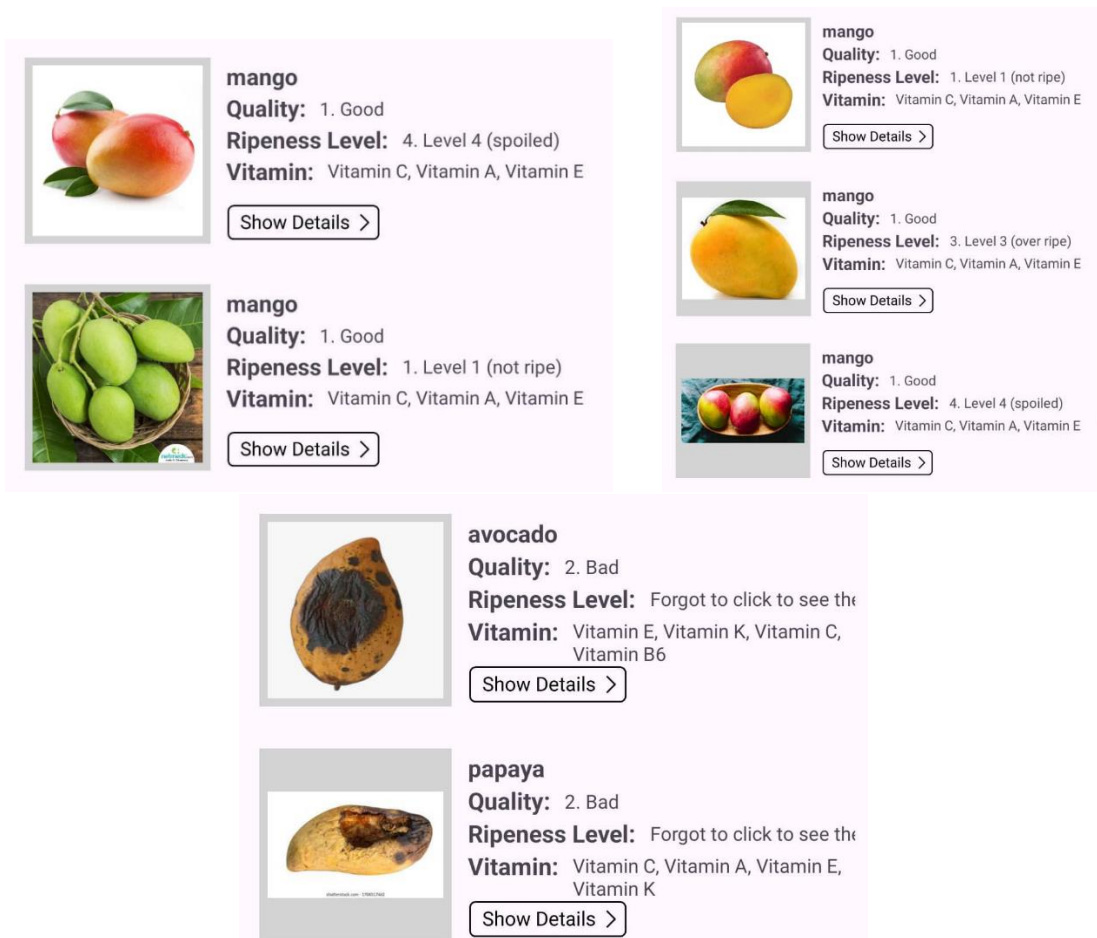 mango
Quality: 1. Good
Ripeness Level: 4. Level 4 (spoiled)
Vitamin: Vitamin C, Vitamin A, Vitamin E
Show Details >
mango
Quality: 1. Good
Ripeness Level: 1. Level 1 (not ripe)
Vitamin: Vitamin C, Vitamin A, Vitamin E
Show Details >
mango
Quality: 1. Good
Ripeness Level: 1. Level 1 (not ripe)
Vitamin: Vitamin C, Vitamin A, Vitamin E
Show Details >
mango
Quality: 1. Good
Ripeness Level: 3. Level 3 (over ripe)
Vitamin: Vitamin C, Vitamin A, Vitamin E
Show Details >
mango
Quality: 1. Good
Ripeness Level: 4. Level 4 (spoiled)
Vitamin: Vitamin C, Vitamin A, Vitamin E
Show Details >
avocado
Quality: 2. Bad
Ripeness Level: Forgot to click to see the
Vitamin: Vitamin E, Vitamin K, Vitamin C,
Vitamin B6
Show Details >
papaya
Quality: 2. Bad
Ripeness Level: Forgot to click to see the
Vitamin: Vitamin C, Vitamin A, Vitamin E,
Vitamin K
Show Details >